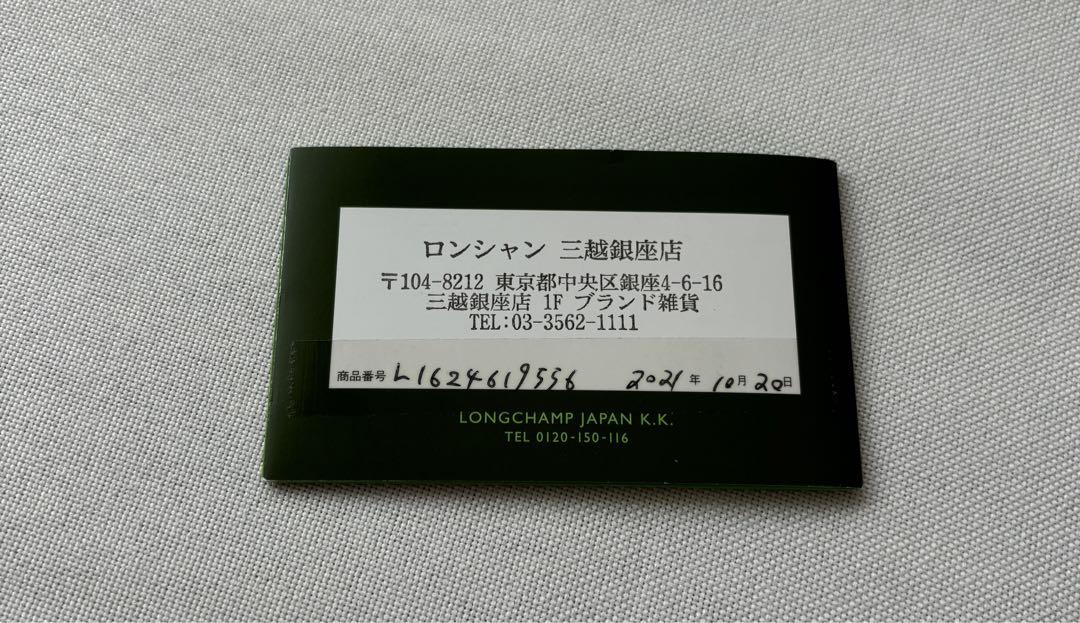 ロンシャン 三越銀座店
〒104-8212 東京都中央区銀座4-6-16
三越銀座店 1F ブランド雑貨
TEL:03-3562-1111
商品番号 L1624619556 2021年10月20日
LONGCHAMP JAPAN K.K.
TEL 0120-150-116